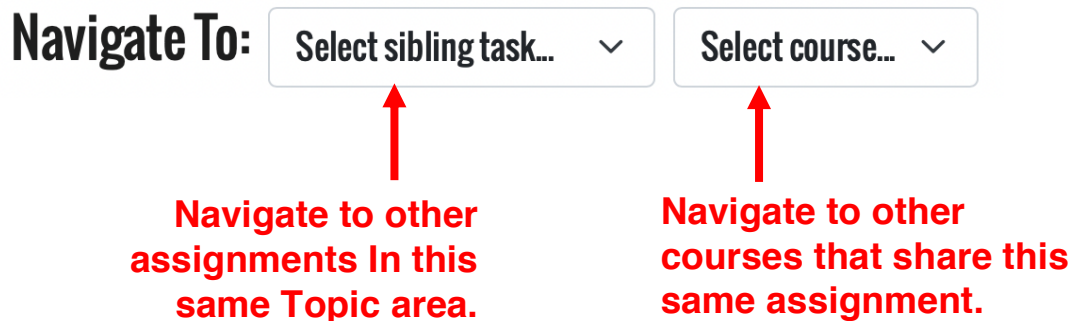 Navigate To: Select sibling task... Select course...
Navigate to other
assignments In this
same Topic area.
Navigate to other
courses that share this
same assignment.